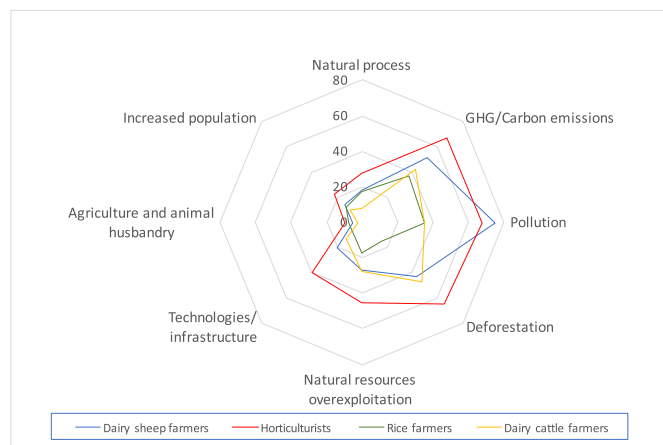 Natural process
80
Increased population
GHG/Carbon emissions
60
40
20
Agriculture and animal
husbandry
0
Pollution
Technologies/
infrastructure
Deforestation
Natural resources
overexploitation
Dairy sheep farmers
Horticulturists
Rice farmers
Dairy cattle farmers